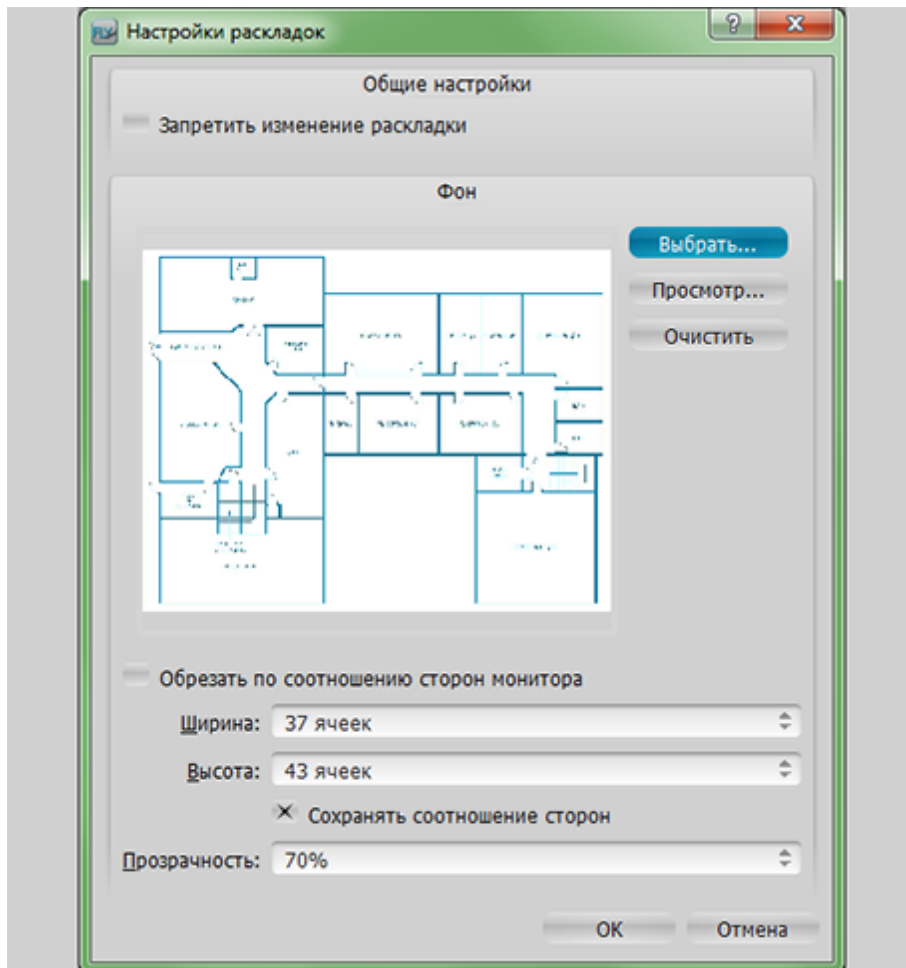 Настройки раскладок
Общие настройки
Запретить изменение раскладки
Фон
Выбрать...
Просмотр...
Очистить
Обрезать по соотношению сторон монитора
Ширина: 37 ячеек
Высота: 43 ячеек
Сохранять соотношение сторон
Прозрачность: 70%
OK Отмена